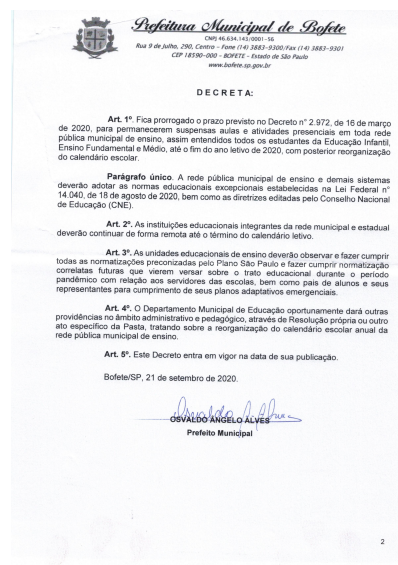 Prefeitura Municipal de Bofete
CNPJ 46.634.143/0001-56
Rua 9 de Julho, 290, Centro - Fone (14) 3883-9300/Fax (14) 3883-9301
CEP 18590-000 - BOFETE - Estado de São Paulo
www.bofete.sp.gov.br
D E C R E T A:
Art. 1º. Fica prorrogado o prazo previsto no Decreto n° 2.972, de 16 de março
de 2020, para permanecerem suspensas aulas e atividades presenciais em toda rede
pública municipal de ensino, assim entendidos todos os estudantes da Educação Infantil,
Ensino Fundamental e Médio, até o fim do ano letivo de 2020, com posterior reorganização
do calendário escolar.
Parágrafo único. A rede pública municipal de ensino e demais sistemas
deverão adotar as normas educacionais excepcionais estabelecidas na Lei Federal n°
14.040, de 18 de agosto de 2020, bem como as diretrizes editadas pelo Conselho Nacional
de Educação (CNE).
Art. 2º. As instituições educacionais integrantes da rede municipal e estadual
deverão continuar de forma remota até o término do calendário letivo.
Art. 3º. As unidades educacionais de ensino deverão observar e fazer cumprir
todas as normatizações preconizadas pelo Plano São Paulo e fazer cumprir normatização
correlatas futuras que vierem versar sobre o trato educacional durante o período
pandêmico com relação aos servidores das escolas, bem como pais de alunos e seus
representantes para cumprimento de seus planos adaptativos emergenciais.
Art. 4º. O Departamento Municipal de Educação oportunamente dará outras
providências no âmbito administrativo e pedagógico, através de Resolução própria ou outro
ato específico da Pasta, tratando sobre a reorganização do calendário escolar anual da
rede pública municipal de ensino.
Art. 5º. Este Decreto entra em vigor na data de sua publicação.
Bofete/SP, 21 de setembro de 2020.
OSVALDO ANGELO ALVES
Prefeito Municipal
2